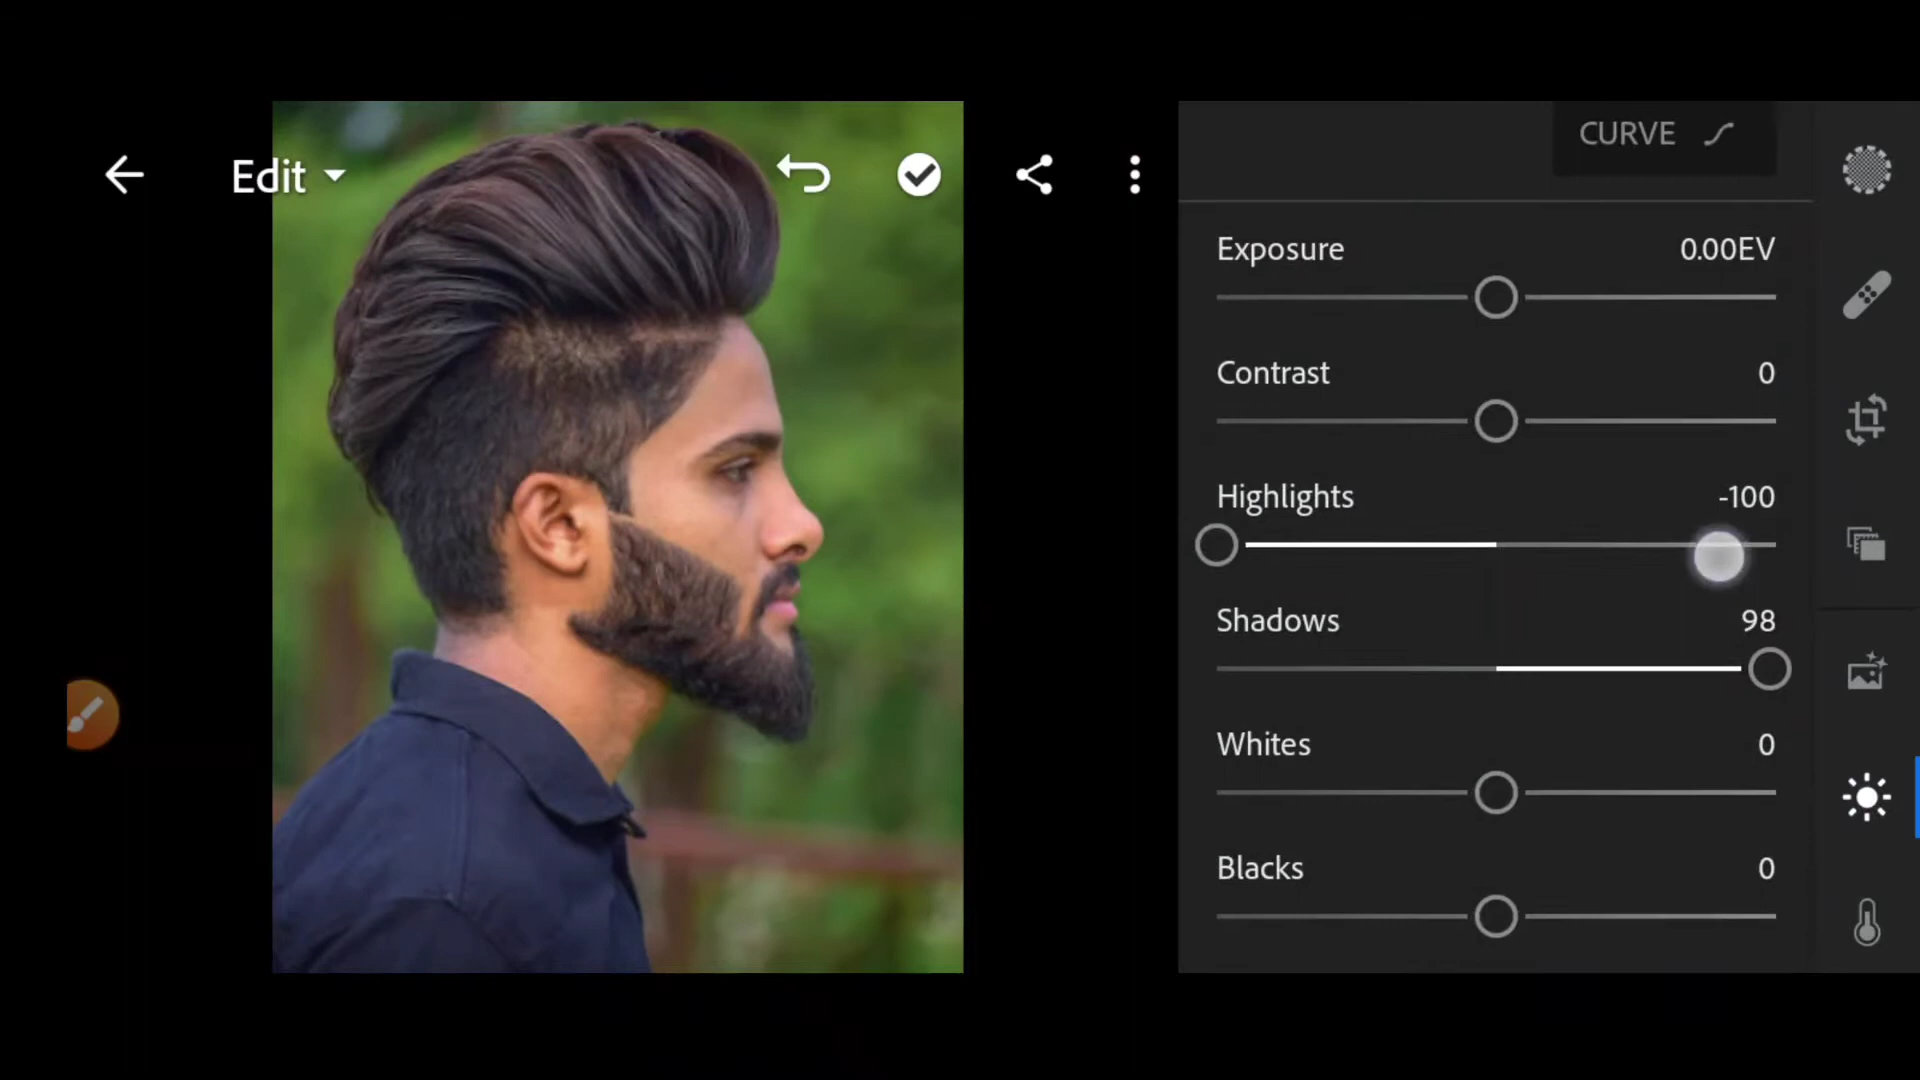 Edit
CURVE
Exposure 0.00EV
Contrast 0
Highlights -100
Shadows 98
Whites 0
Blacks 0